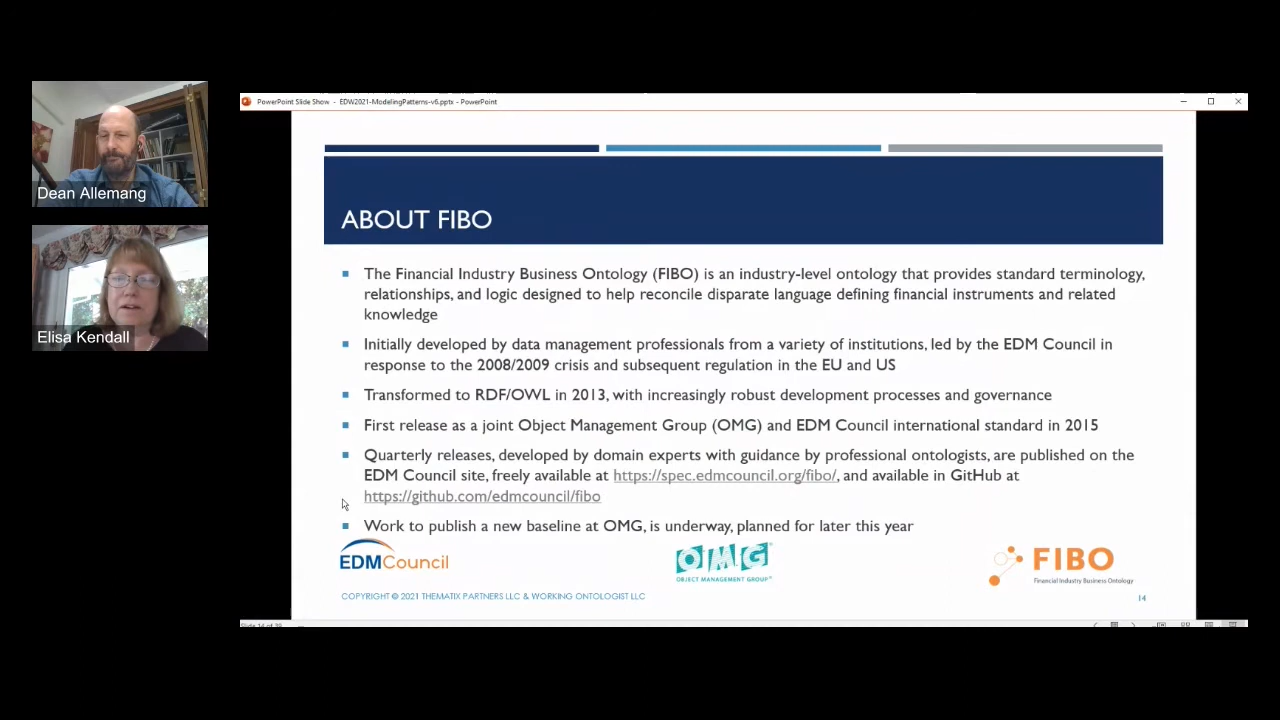 PowerPoint Slide Show - EDW2021-ModelingPatterns-v6.pptx - PowerPoint
Dean Allemang
Elisa Kendall
ABOUT FIBO
The Financial Industry Business Ontology (FIBO) is an industry-level ontology that provides standard terminology,
relationships, and logic designed to help reconcile disparate language defining financial instruments and related
knowledge
Initially developed by data management professionals from a variety of institutions, led by the EDM Council in
response to the 2008/2009 crisis and subsequent regulation in the EU and US
Transformed to RDF/OWL in 2013, with increasingly robust development processes and governance
First release as a joint Object Management Group (OMG) and EDM Council international standard in 2015
Quarterly releases, developed by domain experts with guidance by professional ontologists, are published on the
EDM Council site, freely available at https://spec.edmcouncil.org/fibo/, and available in GitHub at
https://github.com/edmcouncil/fibo
Work to publish a new baseline at OMG, is underway, planned for later this year
EDMCouncil
OMG
OBJECT MANAGEMENT GROUP
FIBO
Financial Industry Business Ontology
COPYRIGHT © 2021 THEMATIX PARTNERS LLC & WORKING ONTOLOGIST LLC
14